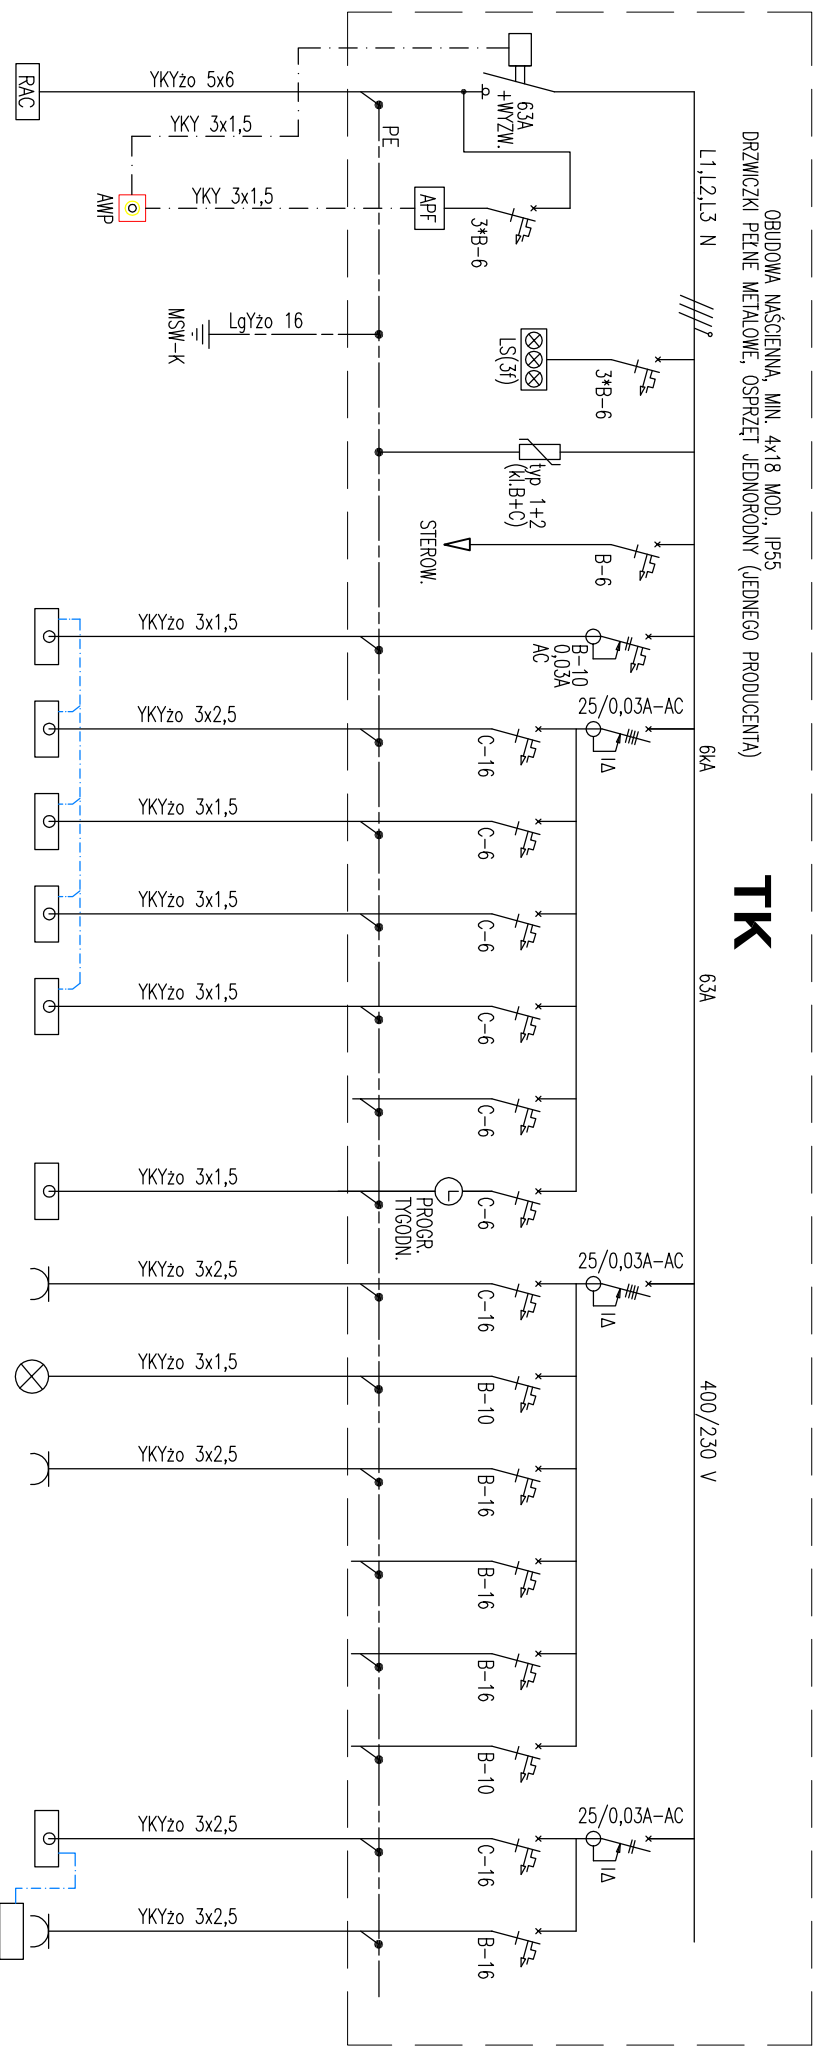 OBUDOWA NAŚCIENNA, MIN. 4x18 MOD., IP55
DRZWICZKI PEŁNE METALOWE, OSPRZĘT JEDNORODNY (JEDNEGO PRODUCENTA)
TK
L1,L2,L3 N
6kA
63A
400/230 V
RAC
YKYżo 5x6
63A
+WYZW.
PE
YKY 3x1,5
AWP
YKY 3x1,5
APF
3*B-6
MSW-K
LgYżo 16
LS(3f)
3*B-6
typ 1+2
(kl.B+C)
STEROW.
B-6
YKYżo 3x1,5
B-10
0,03A
AC
25/0,03A-AC
I∆
YKYżo 3x2,5
C-16
YKYżo 3x1,5
C-6
YKYżo 3x1,5
C-6
YKYżo 3x1,5
C-6
C-6
YKYżo 3x1,5
PROGR.
TYGODN.
C-6
25/0,03A-AC
I∆
YKYżo 3x2,5
C-16
YKYżo 3x1,5
B-10
YKYżo 3x2,5
B-16
B-16
B-16
B-10
25/0,03A-AC
I∆
YKYżo 3x2,5
C-16
YKYżo 3x2,5
B-16